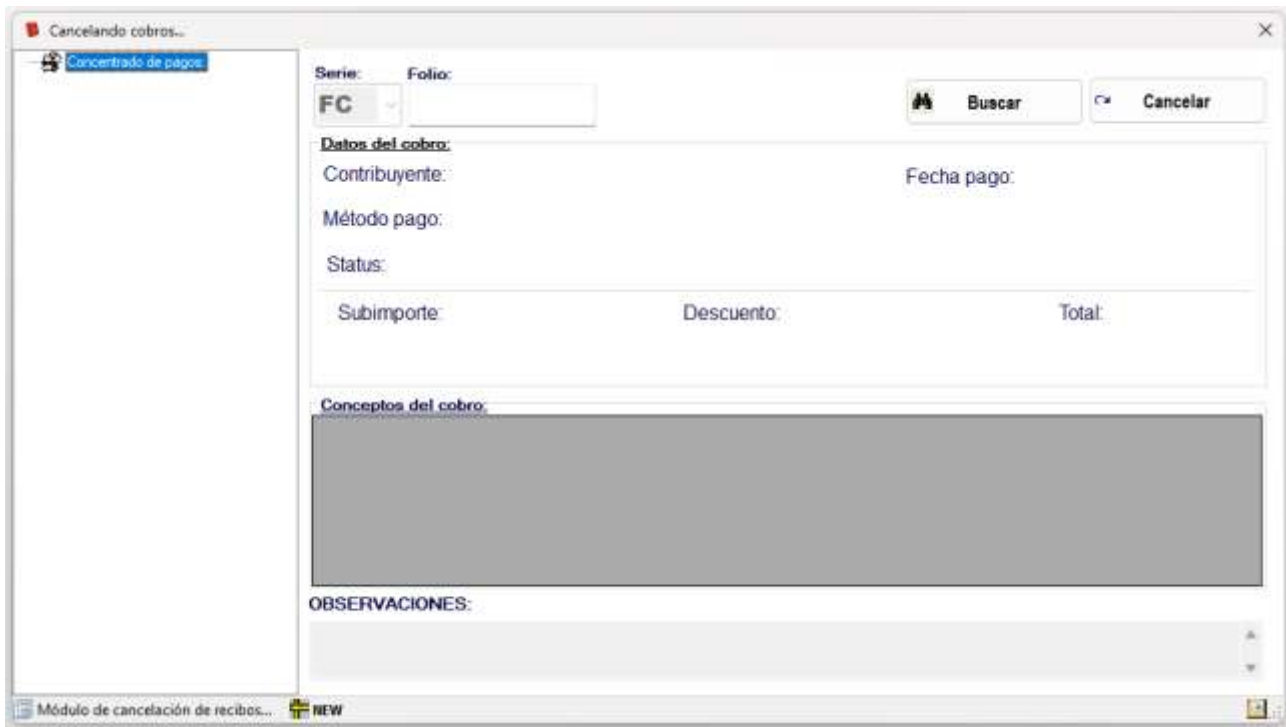 Cancelando cobros...
Concentrado de pagos:
Serie: Folio:
FC
Buscar
Cancelar
Datos del cobro:
Contribuyente:
Fecha pago:
Método pago:
Status:
Subimporte: Descuento: Total:
Conceptos del cobro:
OBSERVACIONES:
Módulo de cancelación de recibos... NEW